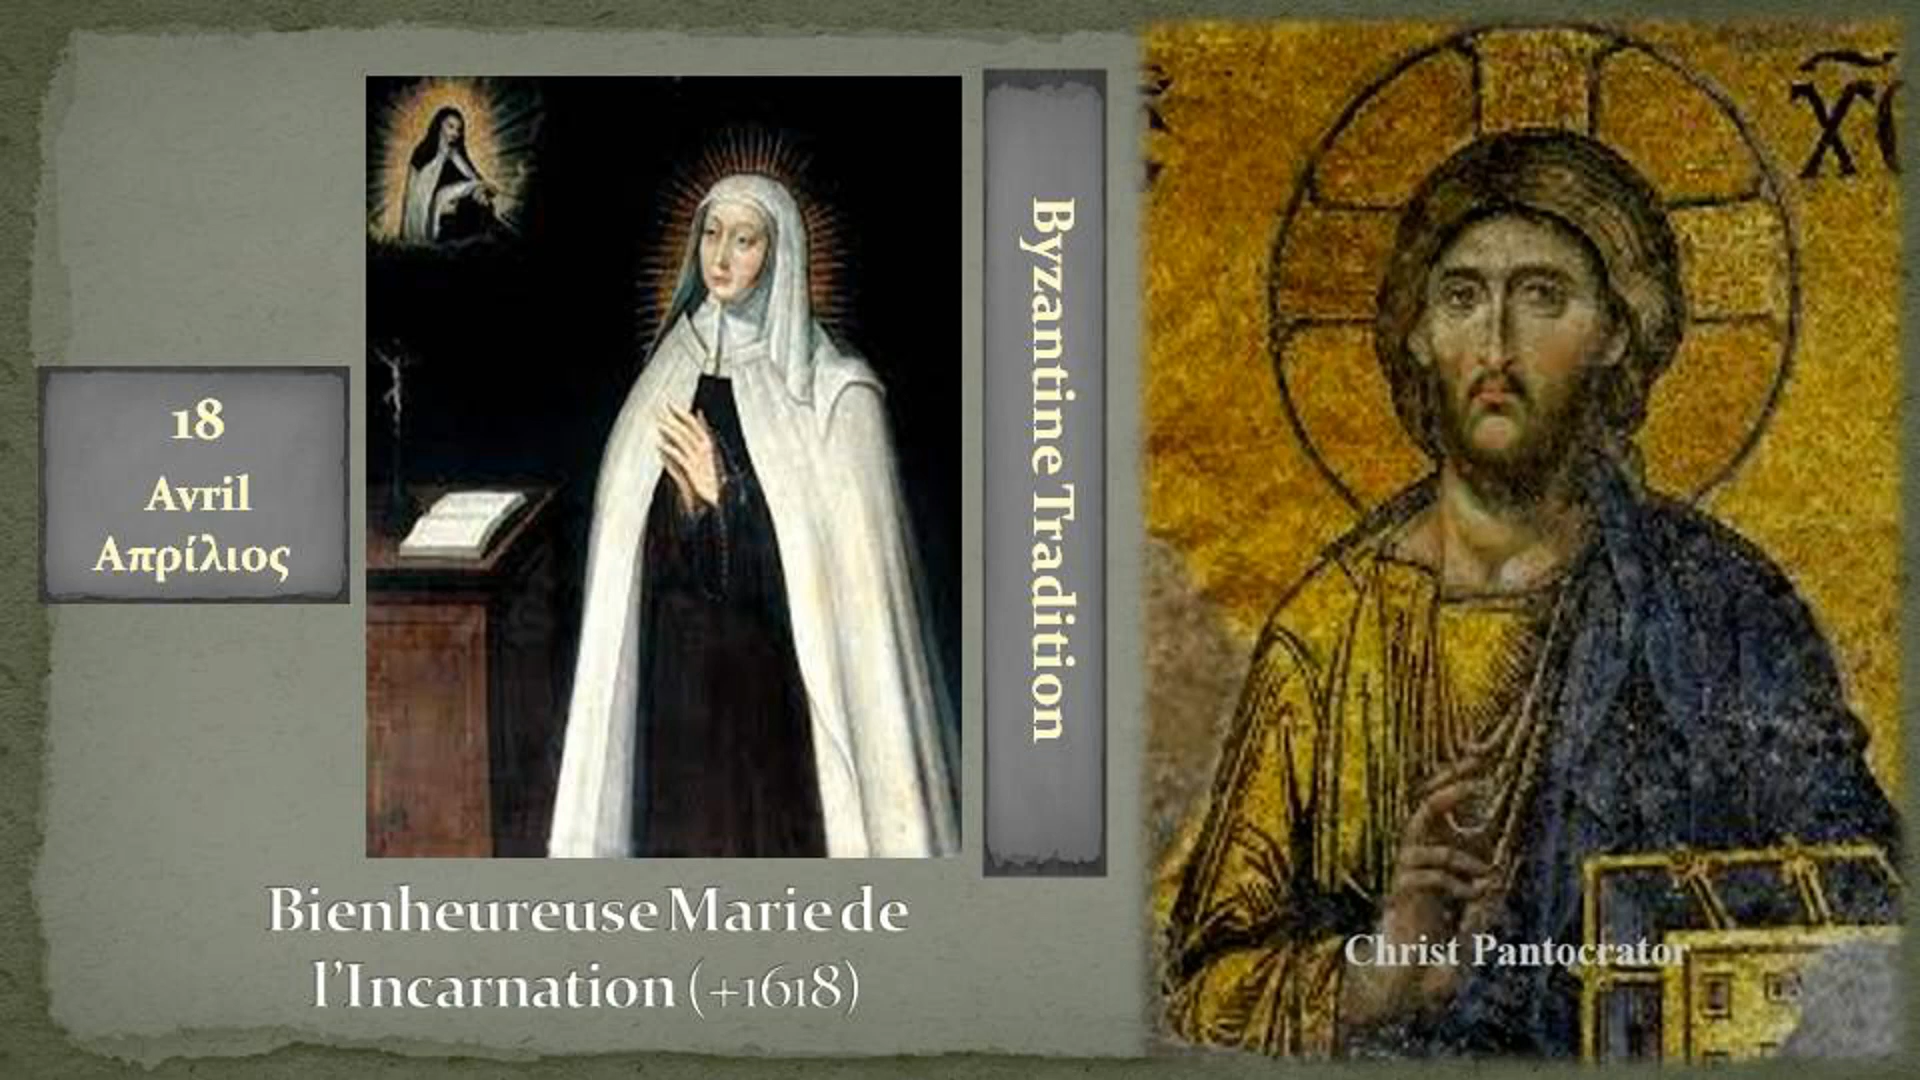 18
Avril
Απρίλιος
Bienheureuse Marie de
l’Incarnation (+1618)
Byzantine Tradition
Christ Pantocrator